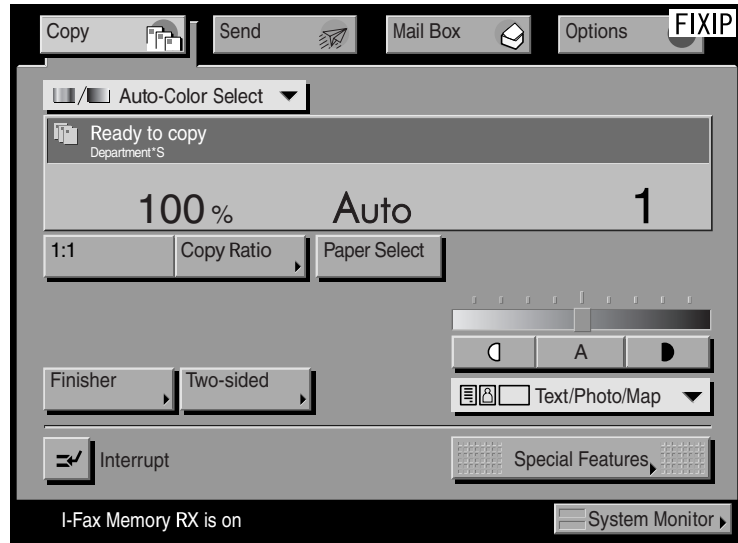 Copy Send Mail Box Options FIXIP
Auto-Color Select
Ready to copy
Department*S
100 % Auto 1
1:1 Copy Ratio Paper Select
A
Finisher Two-sided
Text/Photo/Map
Interrupt Special Features
I-Fax Memory RX is on System Monitor